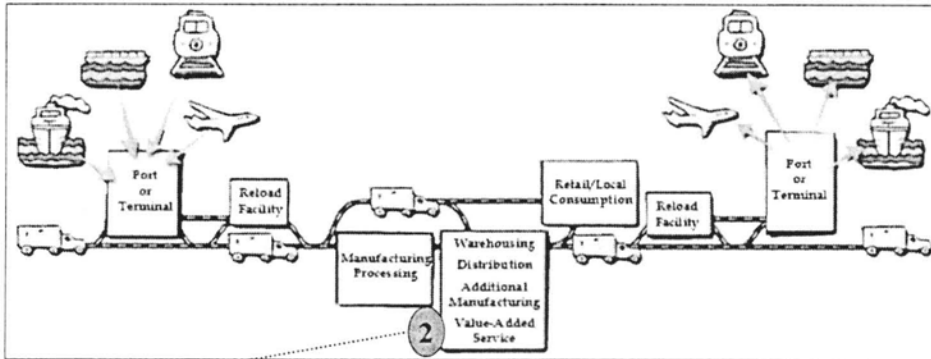 Port
or
Terminal
Reload
Facility
Manufacturing
Processing
Warehousing
Distribution
Additional
Manufacturing
Value-Added
Service
2
Retail/Local
Consumption
Reload
Facility
Port
or
Terminal